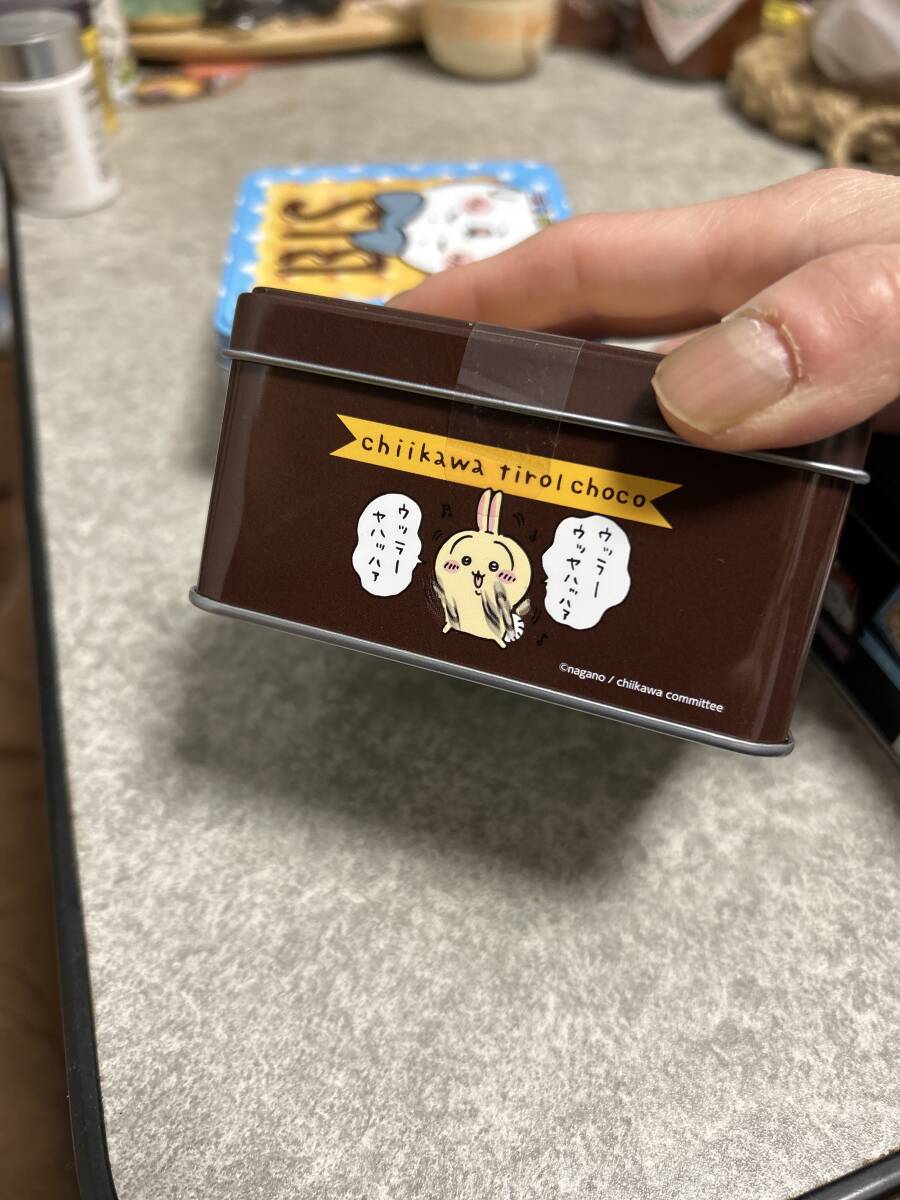 BIS
chiikawa tirol choco
ウッラー
ヤハッハァ
ウッラー
ウッヤハッハァ
©nagano / chiikawa committee